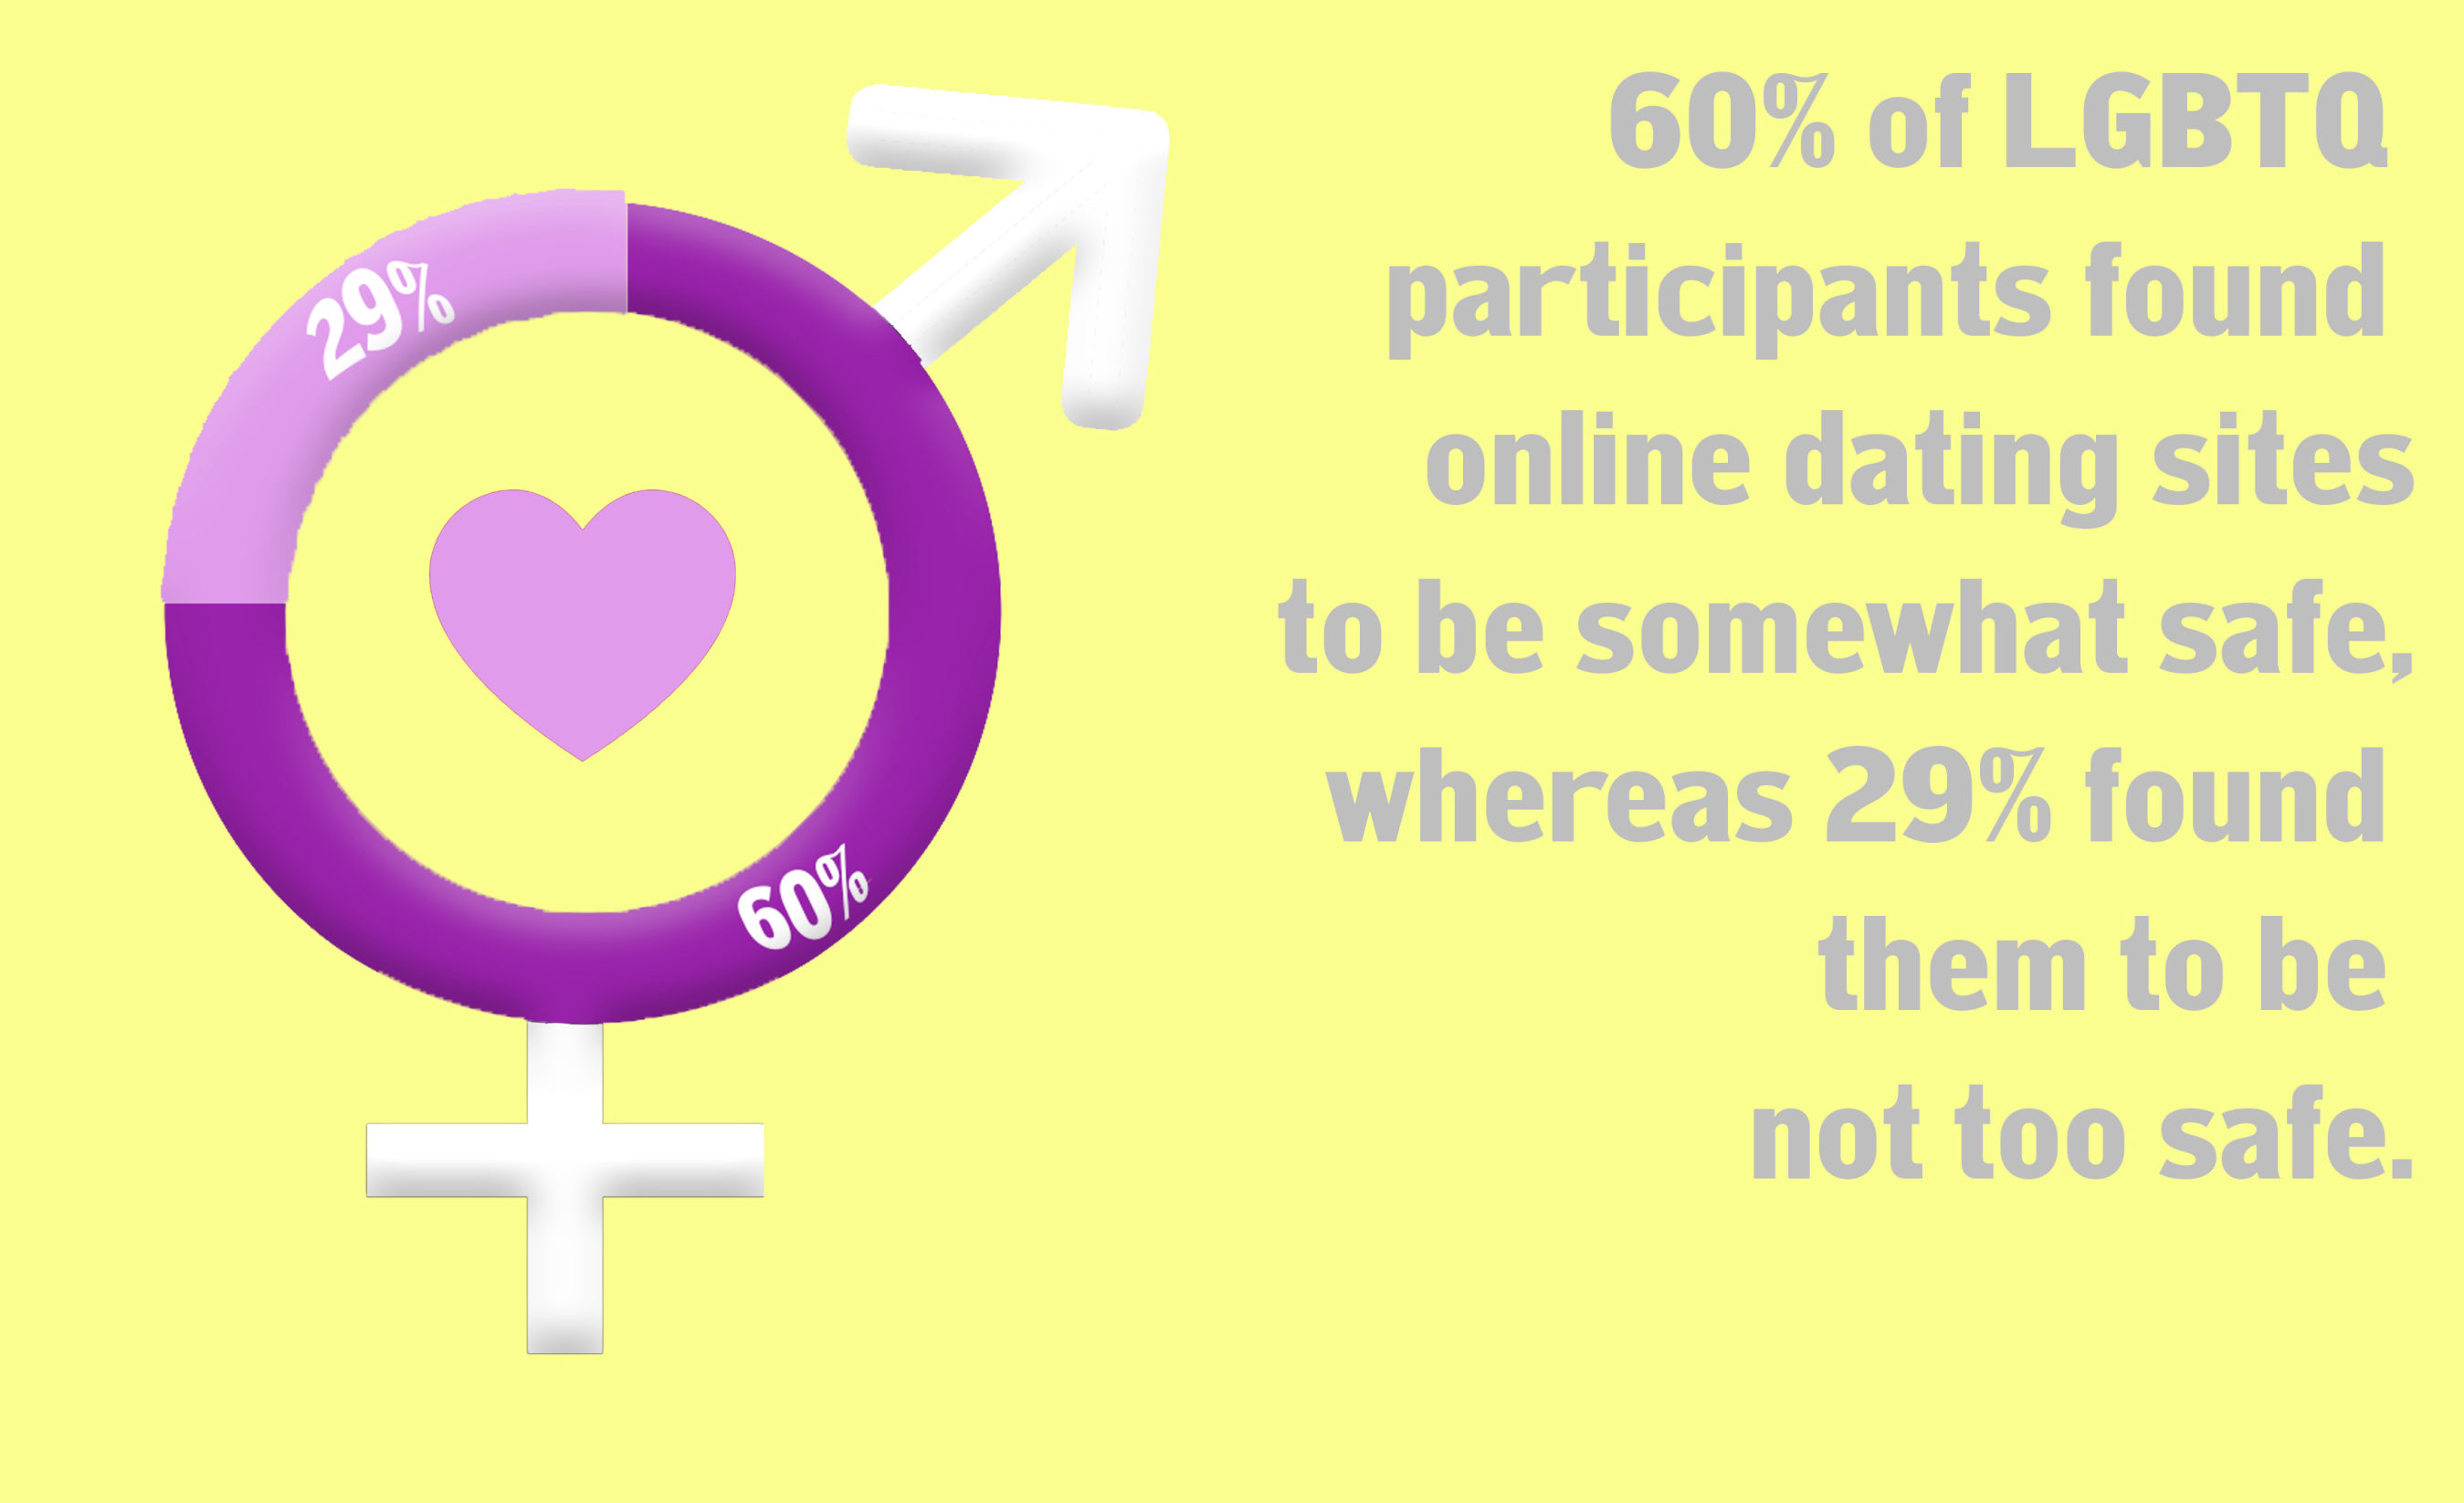 29%
60%
60% of LGBTQ
participants found
online dating sites
to be somewhat safe,
whereas 29% found
them to be
not too safe.